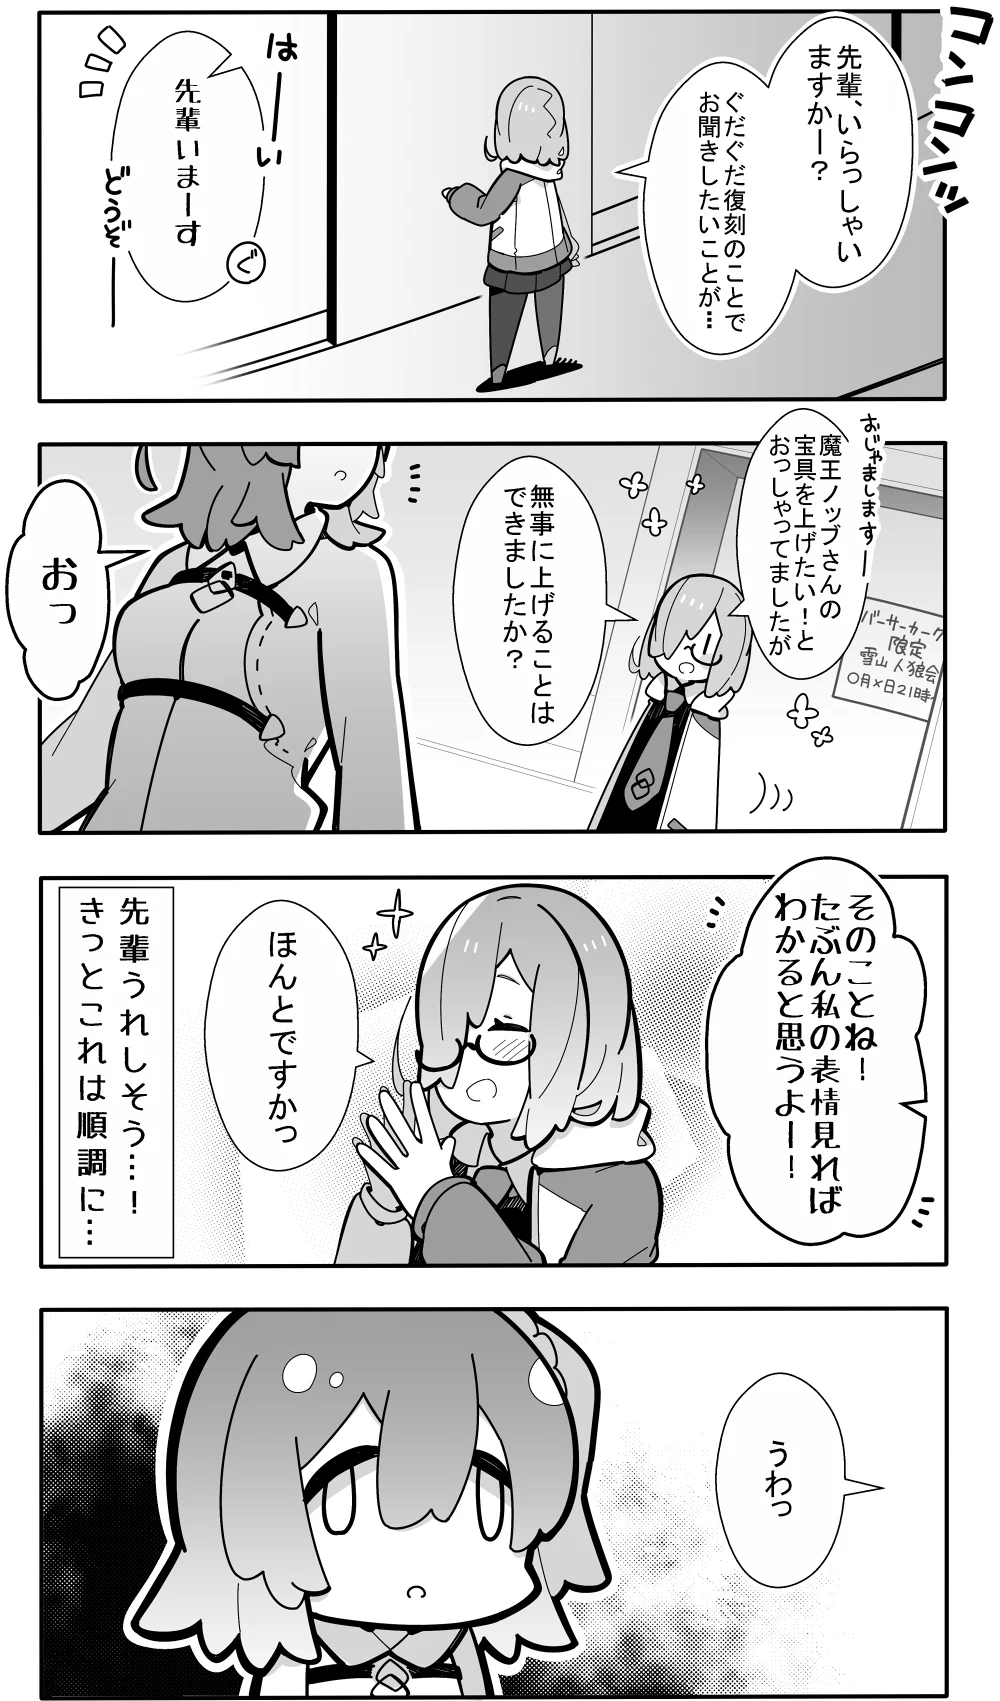 コンコンッ
先輩、いらっしゃい
ますかー？
ぐだぐだ復刻のことで
お聞きしたいことが…
はーい
先輩いまーす
ぐ
どうぞー
おじゃましますー
魔王ノッブさんの
宝具を上げたい！と
おっしゃってましたが
バーサーカーク
限定
雪山人狼会
〇月×日21時
無事に上げることは
できましたか？
おっ
そのことね！
たぶん私の表情見れば
わかると思うよー！
ほんとですかっ
先輩うれしそう…！
きっとこれは順調に…
うわっ